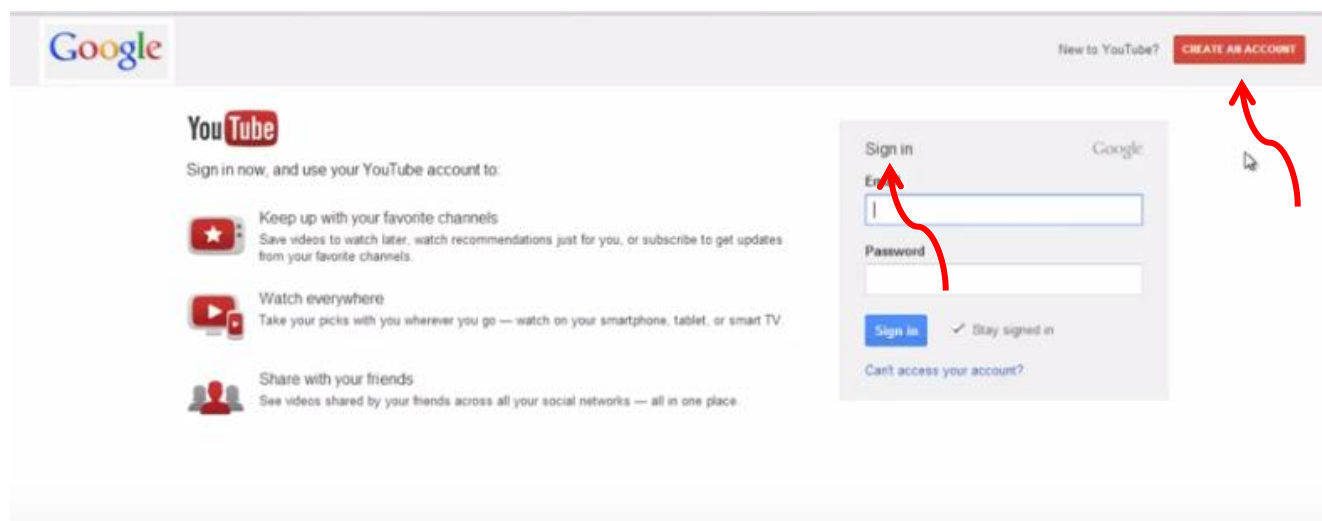 Google
New to YouTube?
CREATE AN ACCOUNT
YouTube
Sign in now, and use your YouTube account to:
Keep up with your favorite channels
Save videos to watch later, watch recommendations just for you, or subscribe to get updates
from your favorite channels.
Watch everywhere
Take your picks with you wherever you go — watch on your smartphone, tablet, or smart TV.
Share with your friends
See videos shared by your friends across all your social networks — all in one place.
Sign in
Google
Email
Password
Sign in
Stay signed in
Can't access your account?